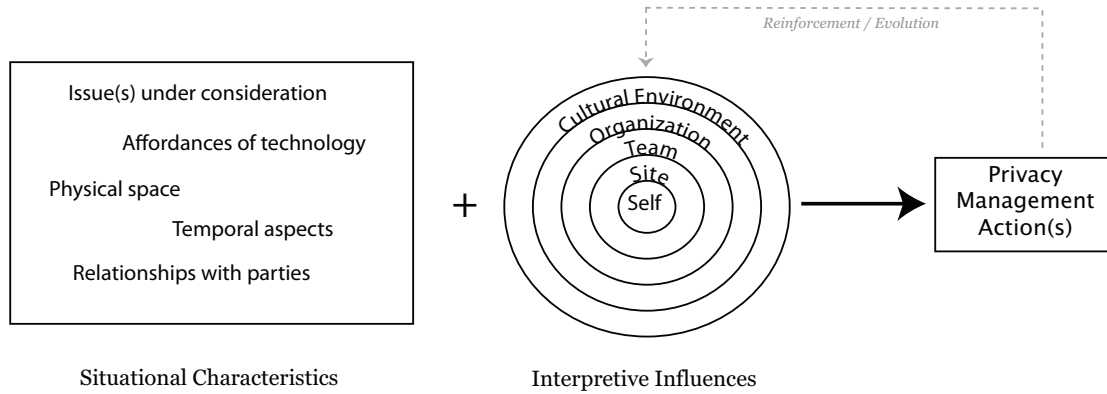 Reinforcement / Evolution
Issue(s) under consideration
Affordances of technology
Physical space
Temporal aspects
Relationships with parties
+
Cultural Environment
Organization
Team
Site
Self
Privacy
Management
Action(s)
Situational Characteristics
Interpretive Influences